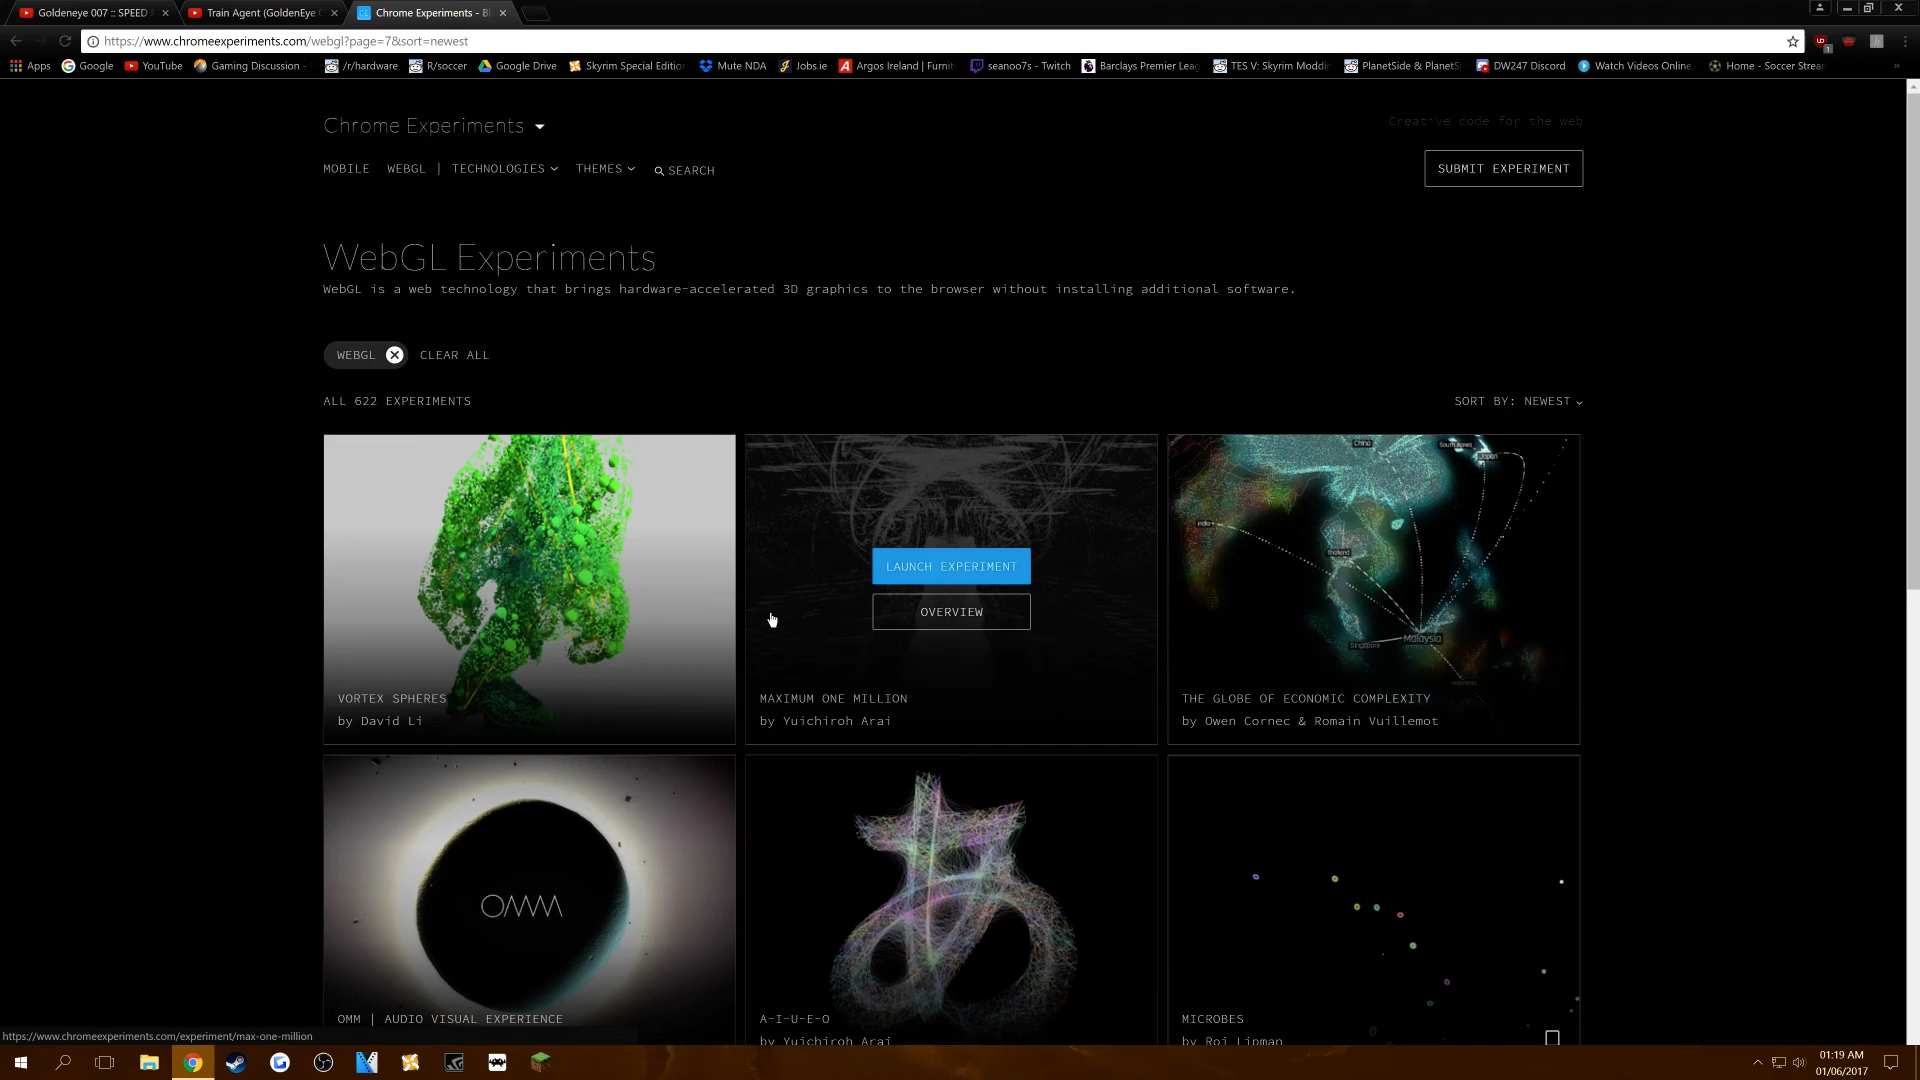 Goldeneye 007 :: SPEED
Train Agent (GoldenEye
Chrome Experiments - B
https://www.chromeexperiments.com/webgl?page=7&sort=newest
Apps
Google
YouTube
Gaming Discussion -
/r/hardware
R/soccer
Google Drive
Skyrim Special Edition
Mute NDA
Jobs.ie
Argos Ireland | Furnit
seanoo7s - Twitch
Barclays Premier Leag
TES V: Skyrim Moddin
PlanetSide & PlanetS
DW247 Discord
Watch Videos Online
Home - Soccer Strear
Chrome Experiments
Creative code for the web
MOBILE WEBGL | TECHNOLOGIES THEMES SEARCH
SUBMIT EXPERIMENT
WebGL Experiments
WebGL is a web technology that brings hardware-accelerated 3D graphics to the browser without installing additional software.
WEBGL CLEAR ALL
ALL 622 EXPERIMENTS
SORT BY: NEWEST
LAUNCH EXPERIMENT
OVERVIEW
China
Japan
India
Thailand
Malaysia
Singapore
VORTEX SPHERES
by David Li
MAXIMUM ONE MILLION
by Yuichiroh Arai
THE GLOBE OF ECONOMIC COMPLEXITY
by Owen Cornec & Romain Vuillemot
OMM
OMM | AUDIO VISUAL EXPERIENCE
A-I-U-E-O
by Yuichiroh Arai
MICROBES
by Roi Lipman
https://www.chromeexperiments.com/experiment/max-one-million
01:19 AM
01/06/2017